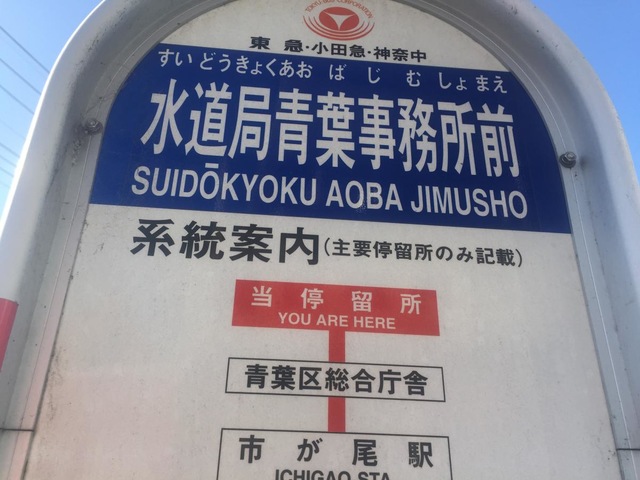 TOKYU BUS CORPORATION
東急・小田急・神奈中
すいどうきょくあおばじむしょまえ
水道局青葉事務所前
SUIDŌKYOKU AOBA JIMUSHO
系統案内(主要停留所のみ記載)
当停留所
YOU ARE HERE
青葉区総合庁舎
市が尾駅
ICHIGAO STA.